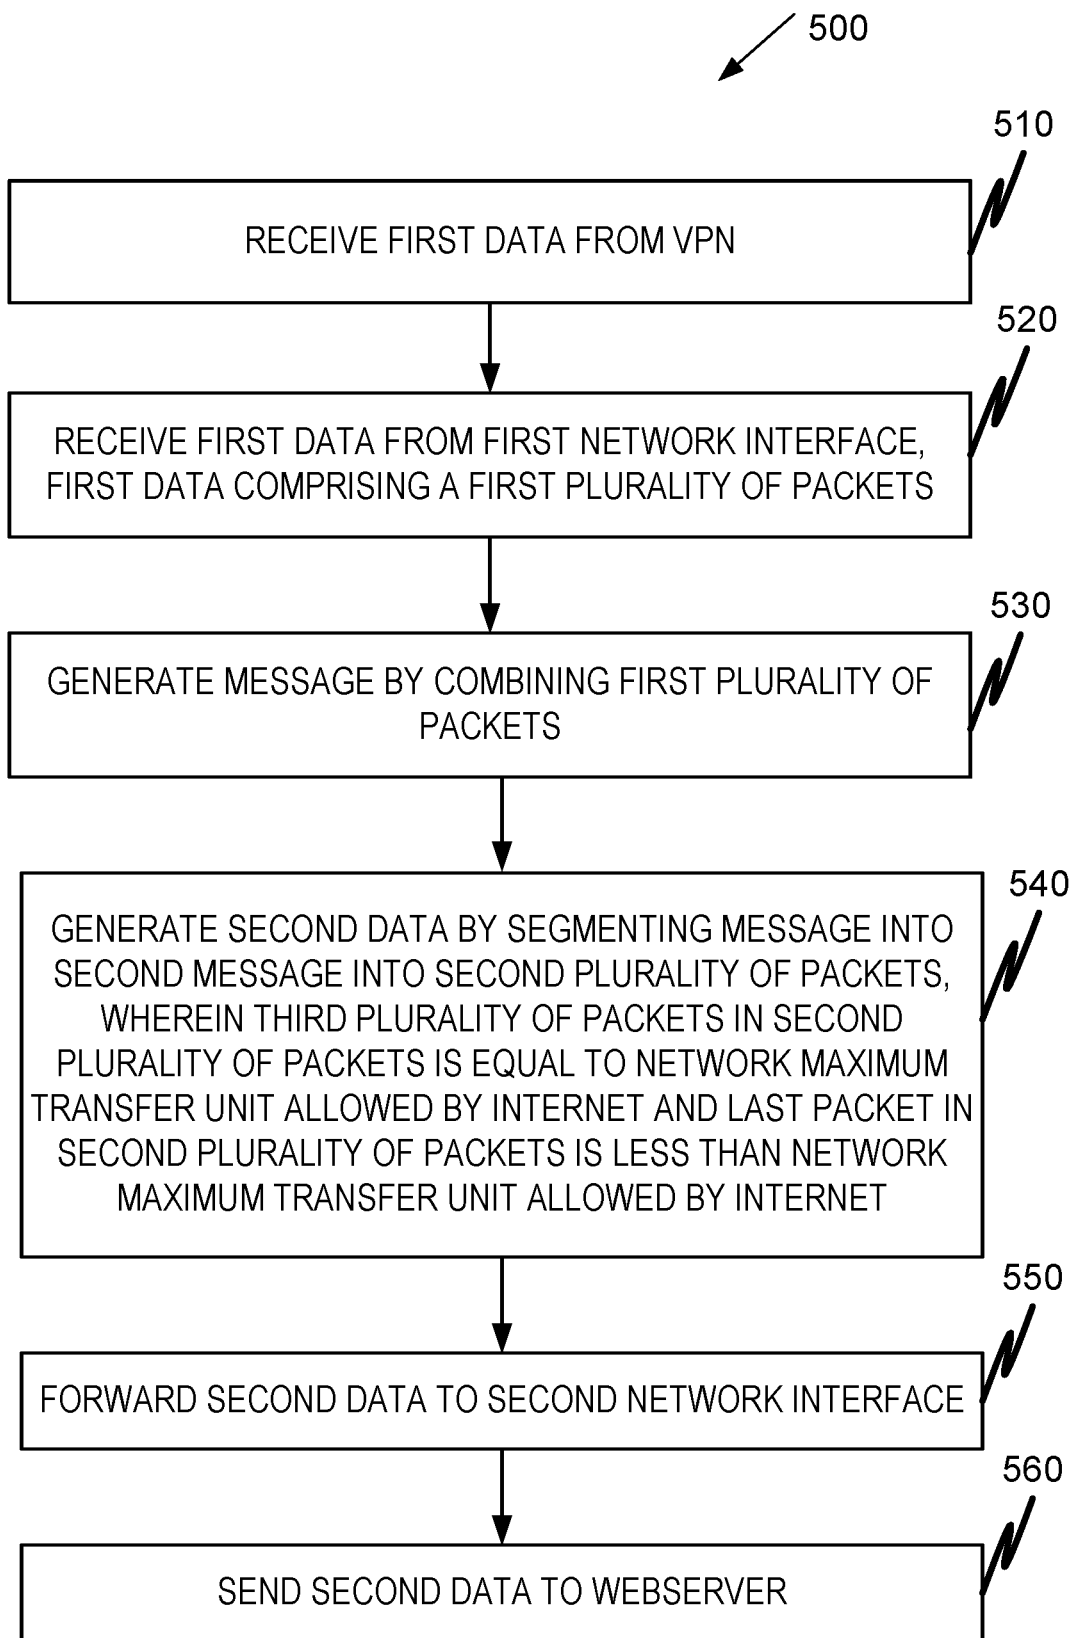 500
510
RECEIVE FIRST DATA FROM VPN
520
RECEIVE FIRST DATA FROM FIRST NETWORK INTERFACE,
FIRST DATA COMPRISING A FIRST PLURALITY OF PACKETS
530
GENERATE MESSAGE BY COMBINING FIRST PLURALITY OF
PACKETS
540
GENERATE SECOND DATA BY SEGMENTING MESSAGE INTO
SECOND MESSAGE INTO SECOND PLURALITY OF PACKETS,
WHEREIN THIRD PLURALITY OF PACKETS IN SECOND
PLURALITY OF PACKETS IS EQUAL TO NETWORK MAXIMUM
TRANSFER UNIT ALLOWED BY INTERNET AND LAST PACKET IN
SECOND PLURALITY OF PACKETS IS LESS THAN NETWORK
MAXIMUM TRANSFER UNIT ALLOWED BY INTERNET
550
FORWARD SECOND DATA TO SECOND NETWORK INTERFACE
560
SEND SECOND DATA TO WEBSERVER